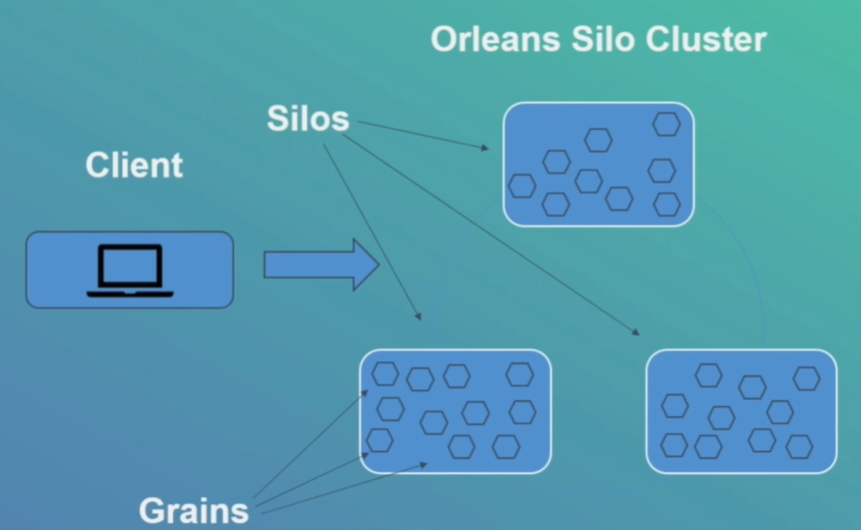 Orleans Silo Cluster
Silos
Client
Grains